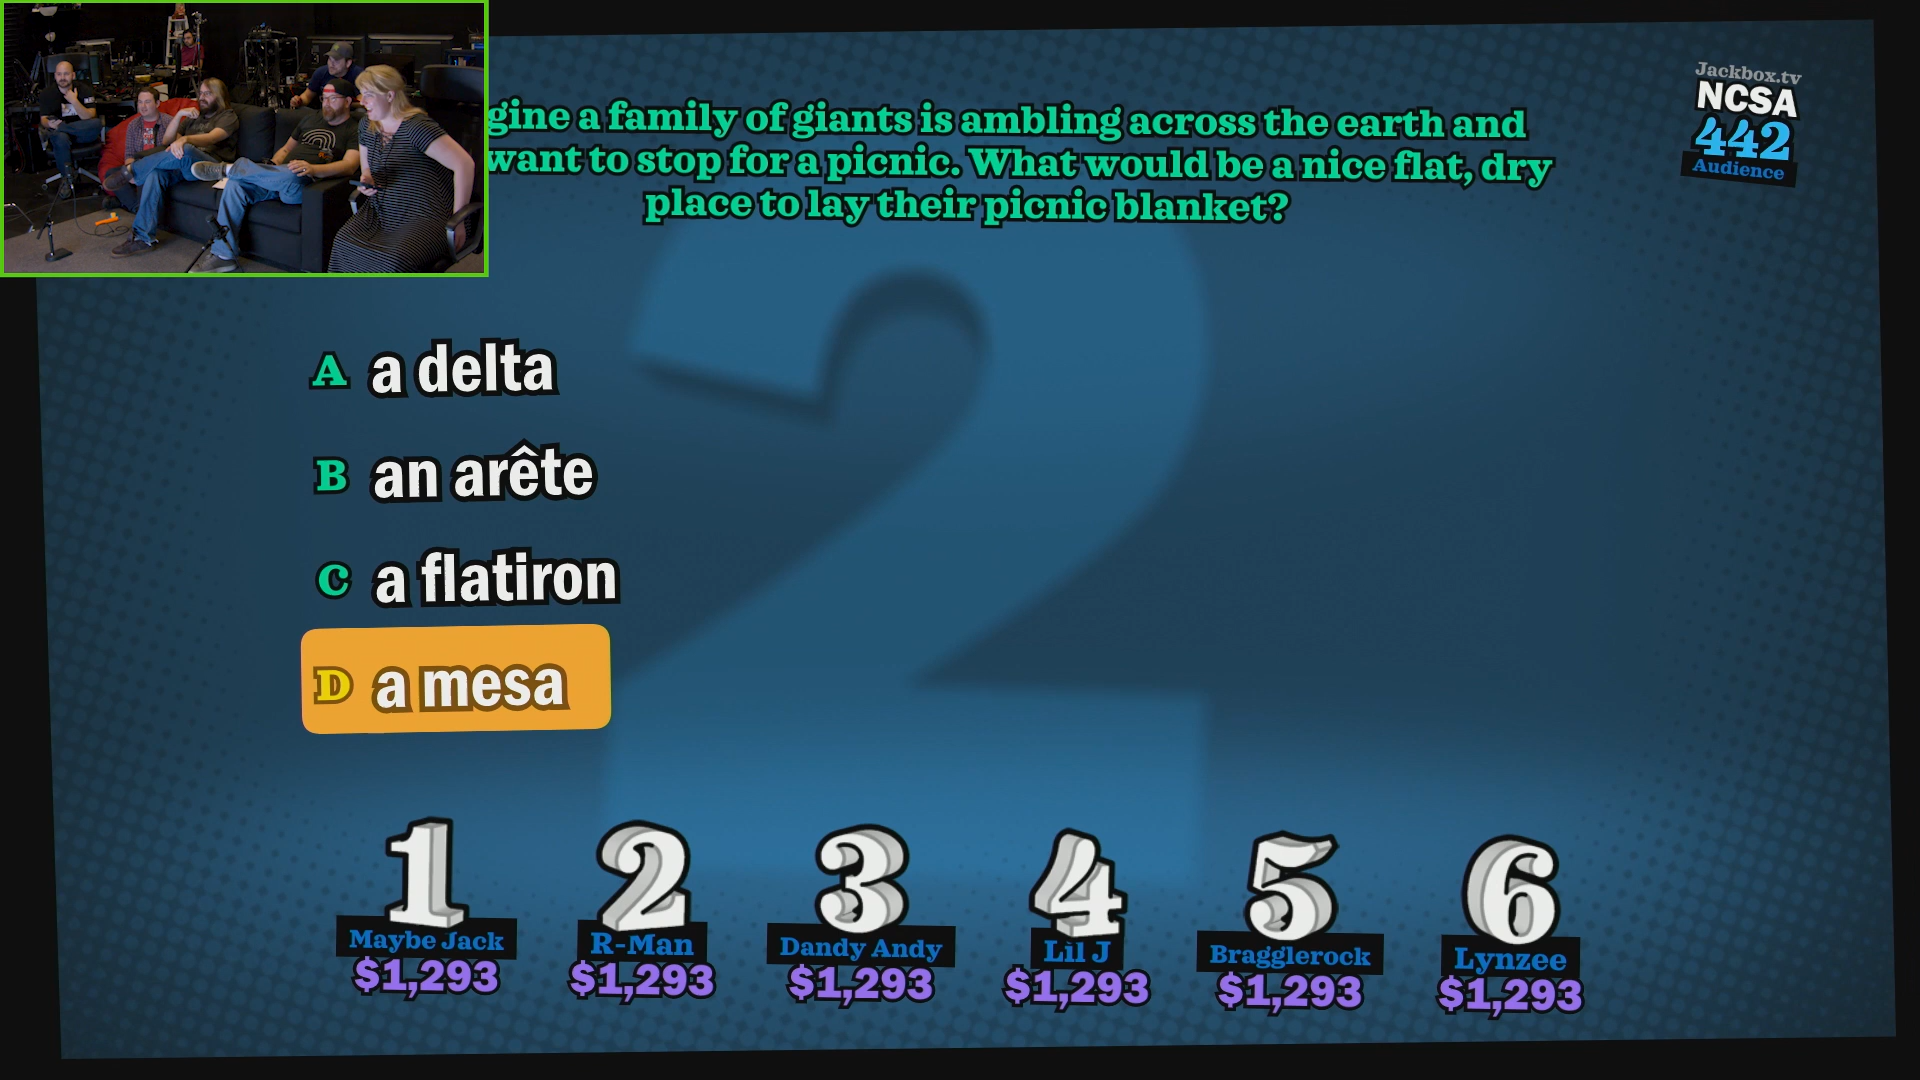 gine a family of giants is ambling across the earth and
want to stop for a picnic. What would be a nice flat, dry
place to lay their picnic blanket?
Jackbox.tv
NCSA
442
Audience
A a delta
B an arête
C a flatiron
D a mesa
2
1 2 3 4 5 6
Maybe Jack R-Man Dandy Andy Lìl J Bragglerock Lynzee
$1,293 $1,293 $1,293 $1,293 $1,293 $1,293